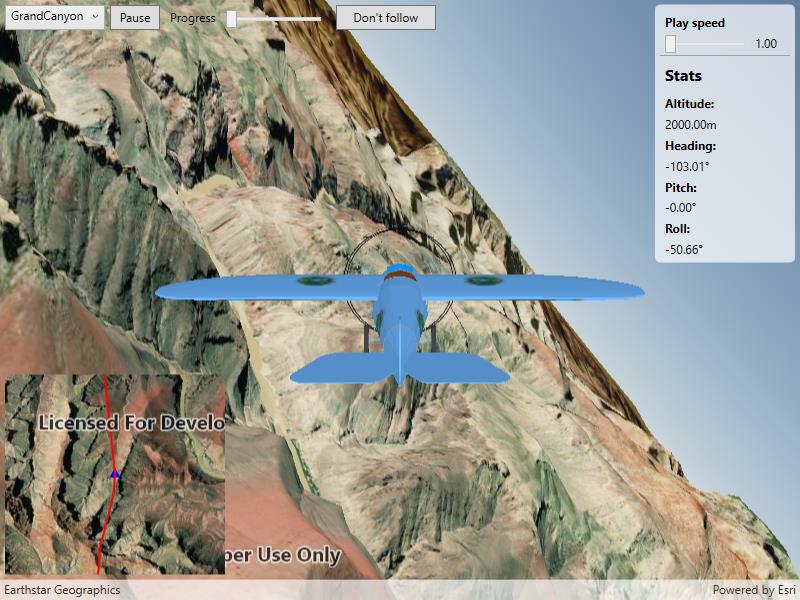 GrandCanyon
Pause
Progress
Don't follow
Play speed
1.00
Stats
Altitude:
2000.00m
Heading:
-103.01°
Pitch:
-0.00°
Roll:
-50.66°
Licensed For Develo
per Use Only
Earthstar Geographics
Powered by Esri